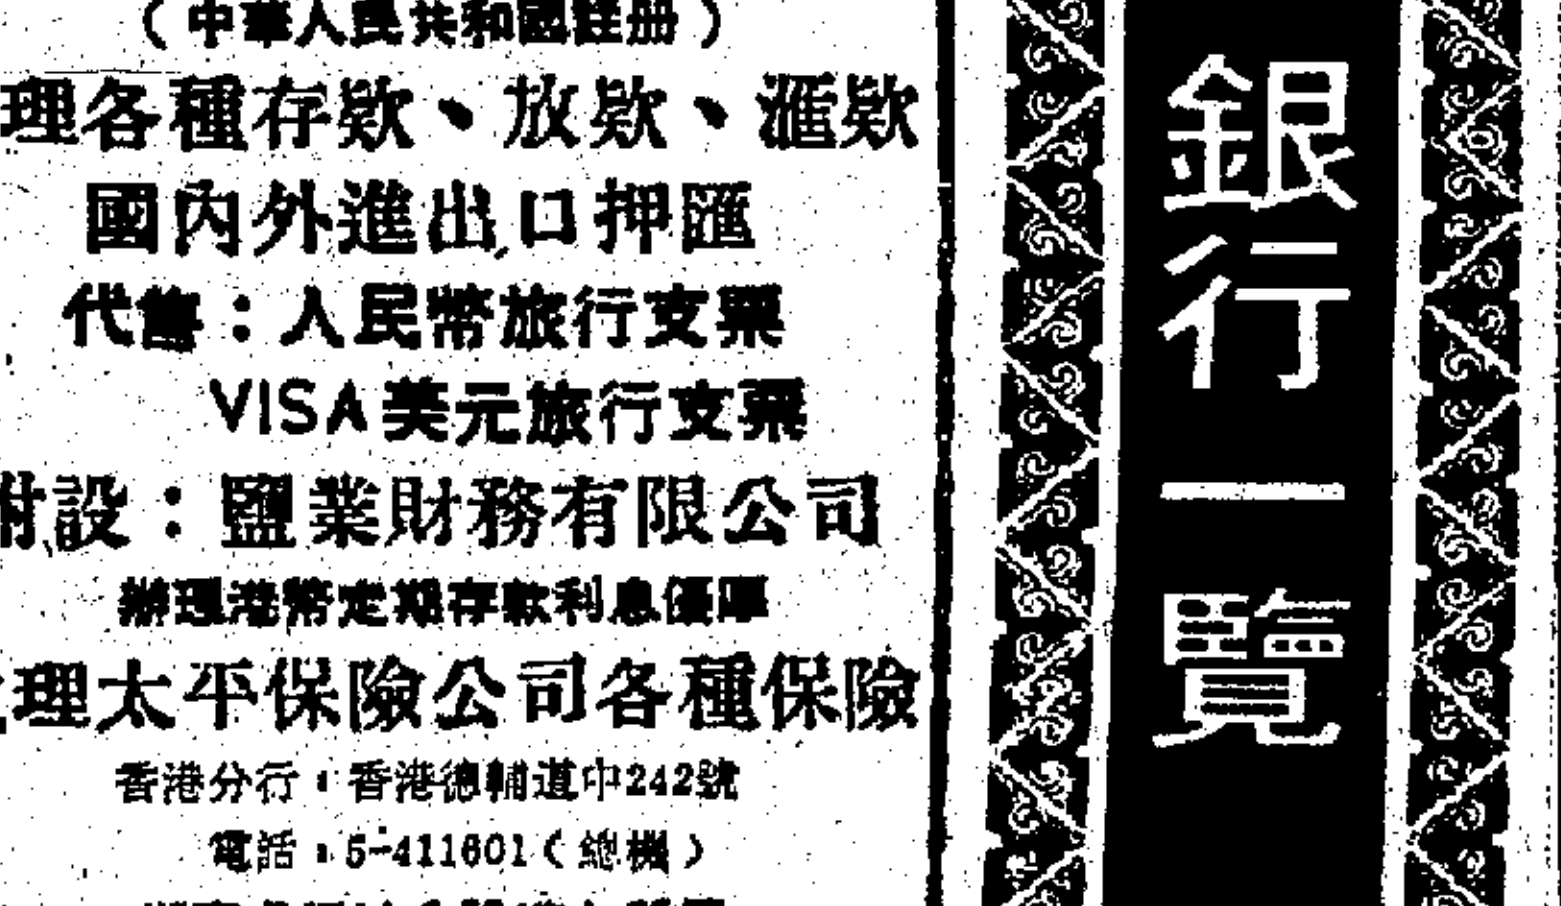 （中華人民共和國註册）
理各種存欵、放欵、滙欵
國內外進出口押匯
代售：人民幣旅行支票
VISA美元旅行支票
附設：鹽業財務有限公司
辦理港幣定期存款利息優厚
理太平保險公司各種保險
香港分行：香港德輔道中242號
電話：5-411601（總機）
銀行一覽